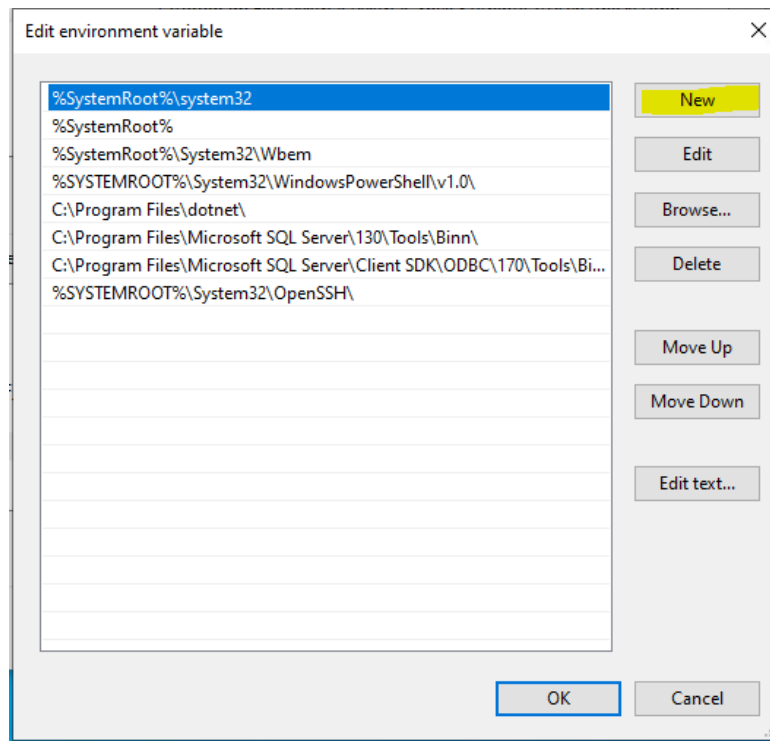 Edit environment variable
%SystemRoot%\system32
%SystemRoot%
%SystemRoot%\System32\Wbem
%SYSTEMROOT%\System32\WindowsPowerShell\v1.0\
C:\Program Files\dotnet\
C:\Program Files\Microsoft SQL Server\130\Tools\Binn\
C:\Program Files\Microsoft SQL Server\Client SDK\ODBC\170\Tools\Bi...
%SYSTEMROOT%\System32\OpenSSH\
New
Edit
Browse...
Delete
Move Up
Move Down
Edit text...
OK
Cancel